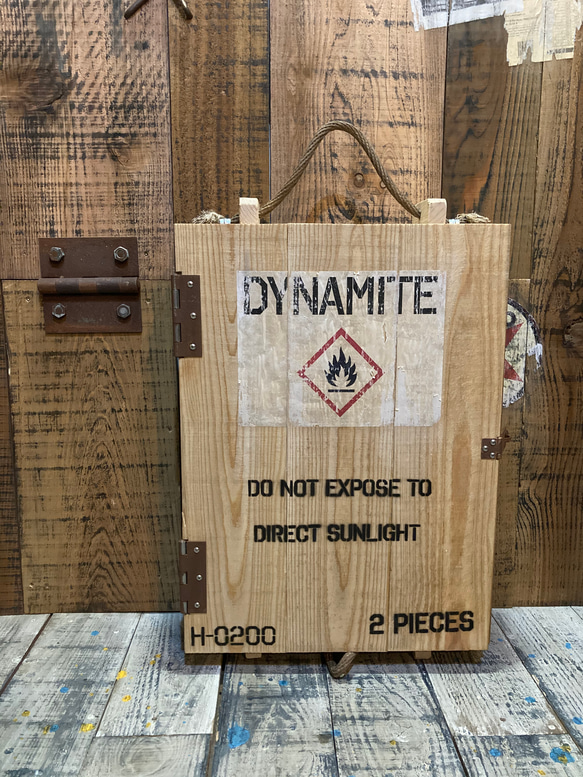 DYNAMITE
DO NOT EXPOSE TO
DIRECT SUNLIGHT
H-0200
2 PIECES